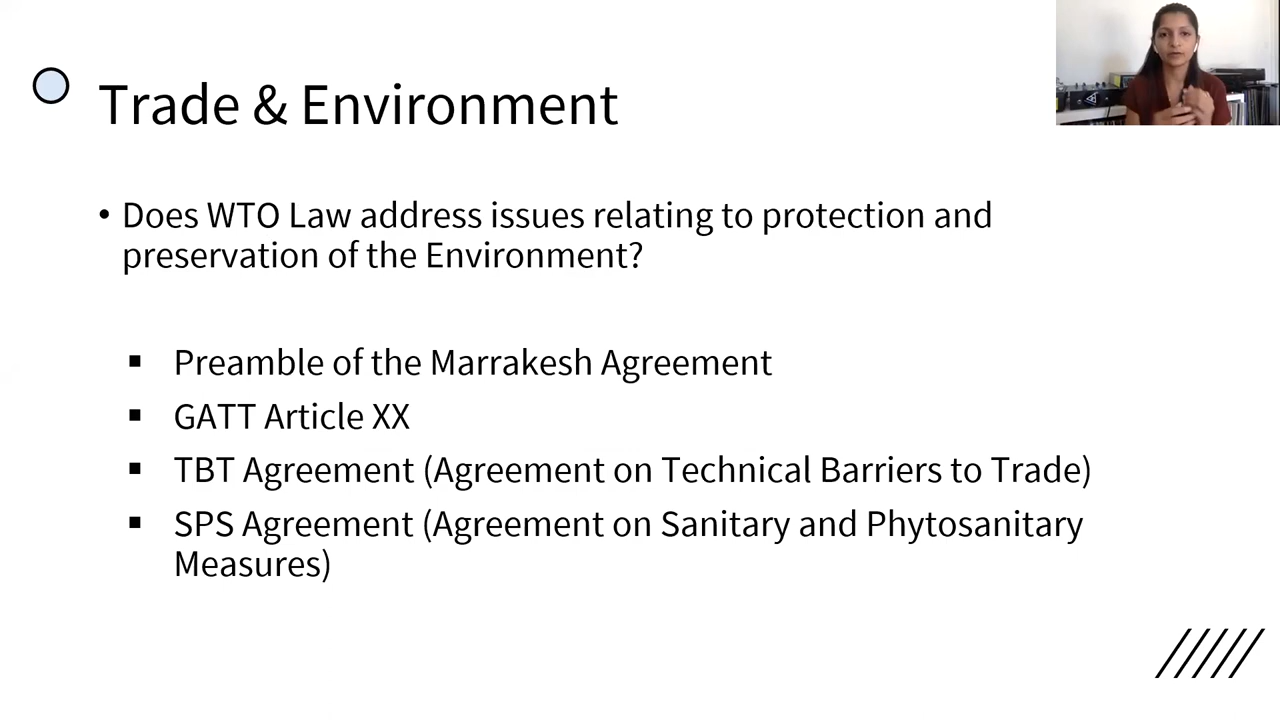 Trade & Environment
• Does WTO Law address issues relating to protection and
preservation of the Environment?
▪ Preamble of the Marrakesh Agreement
▪ GATT Article XX
▪ TBT Agreement (Agreement on Technical Barriers to Trade)
▪ SPS Agreement (Agreement on Sanitary and Phytosanitary
Measures)